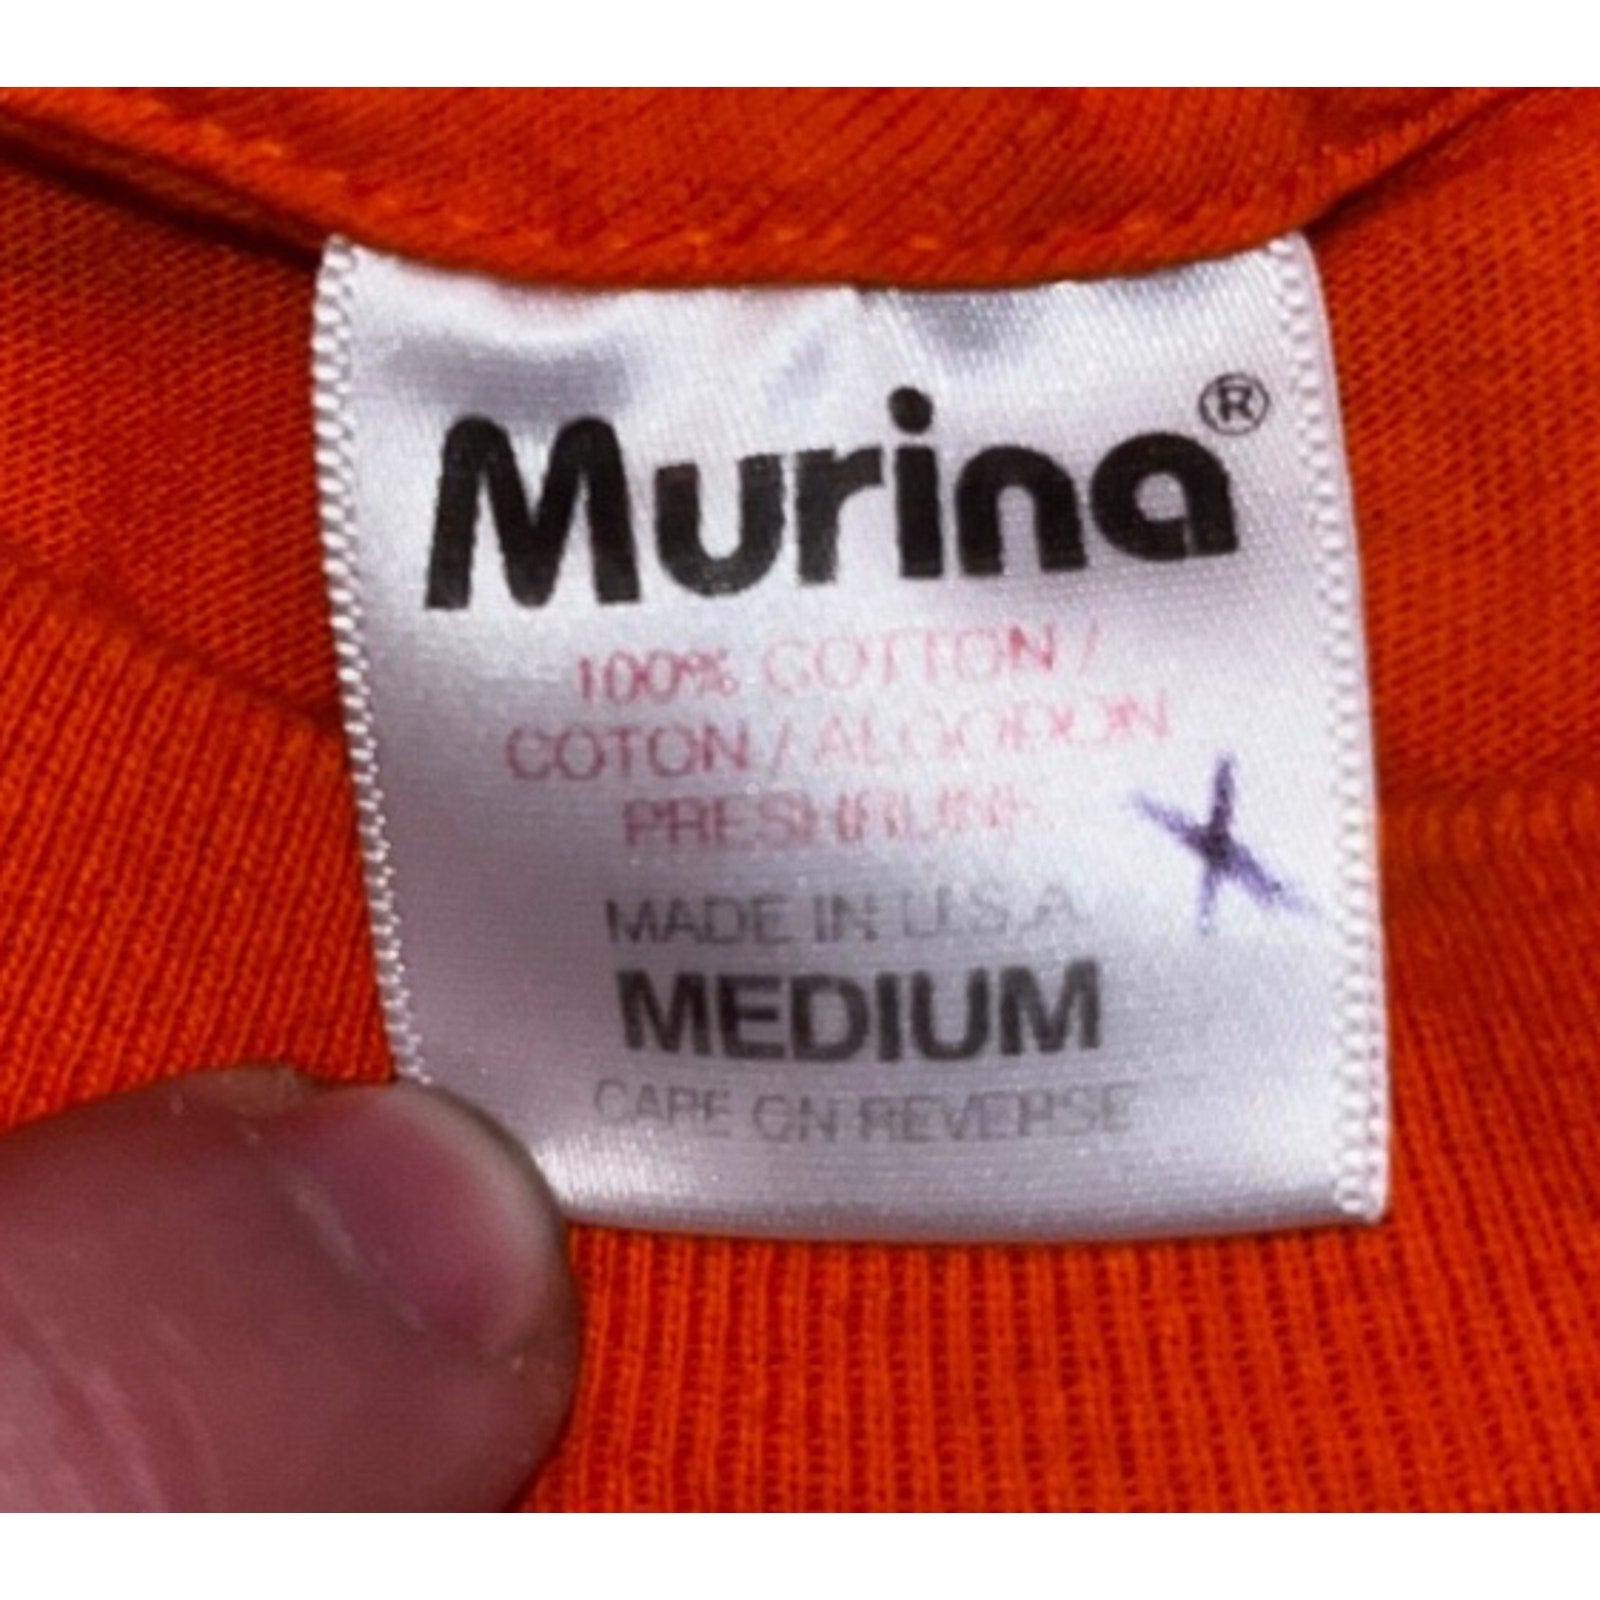 Murina®
100% COTTON /
COTON / ALGODON
PRESHRUNK
MADE IN U.S.A
MEDIUM
CARE ON REVERSE